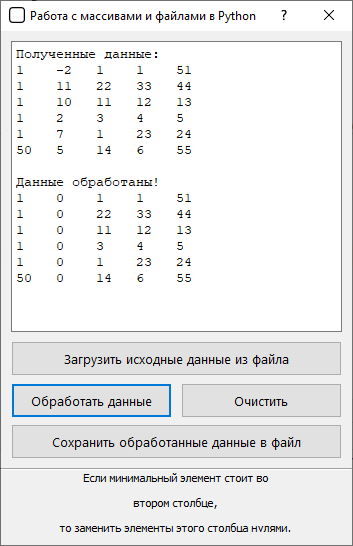 Работа с массивами и файлами в Python
Полученные данные:
1 -2 1 1 51
1 11 22 33 44
1 10 11 12 13
1 2 3 4 5
1 7 1 23 24
50 5 14 6 55
Данные обработаны!
1 0 1 1 51
1 0 22 33 44
1 0 11 12 13
1 0 3 4 5
1 0 1 23 24
50 0 14 6 55
Загрузить исходные данные из файла
Обработать данные Очистить
Сохранить обработанные данные в файл
Если минимальный элемент стоит во
втором столбце,
то заменить элементы этого столбца нулями.